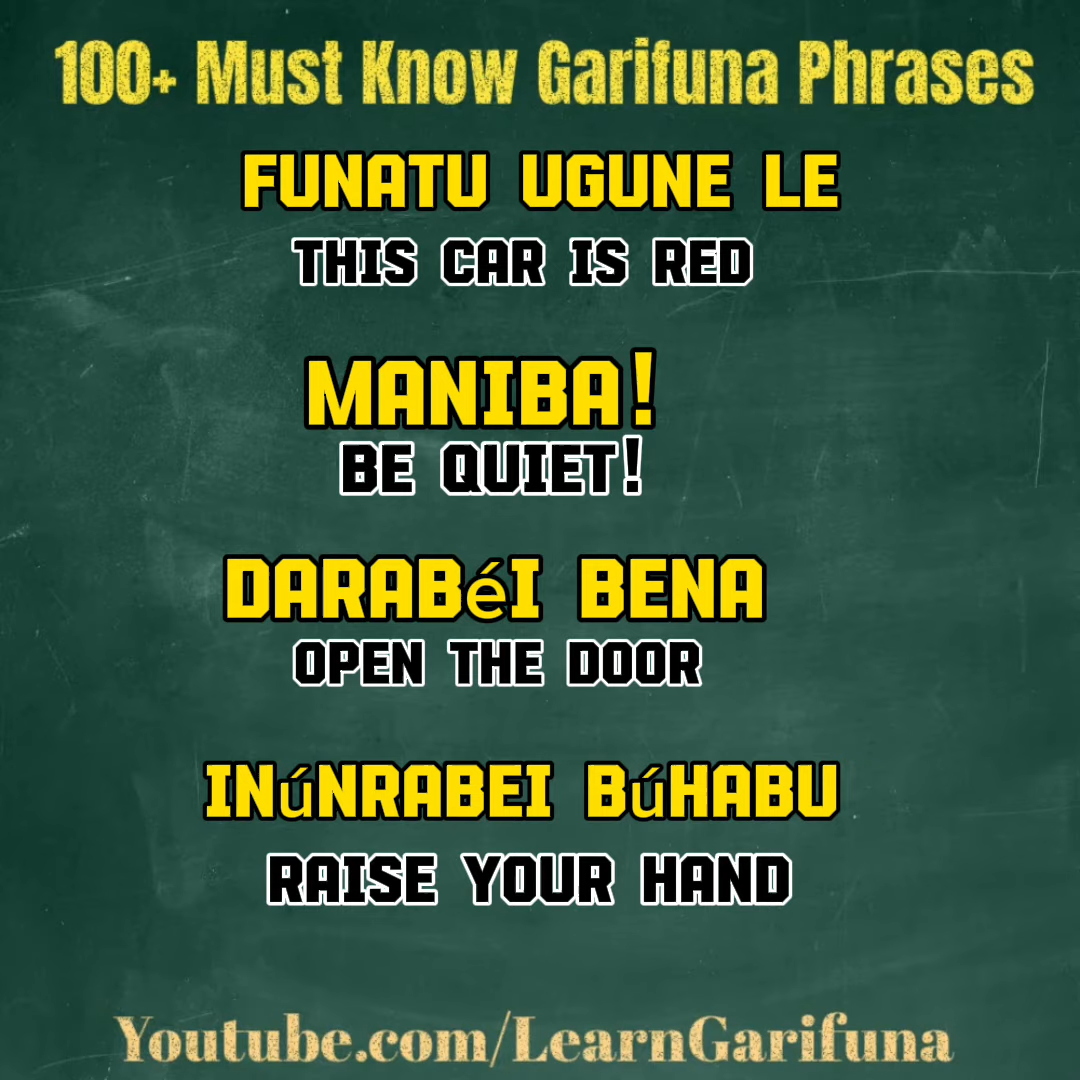 100+ Must Know Garifuna Phrases
FUNATU UGUNE LE
THIS CAR IS RED
MANIBA!
BE QUIET!
DARABéI BENA
OPEN THE DOOR
INúNRABEI BúHABU
RAISE YOUR HAND
Youtube.com/LearnGarifuna